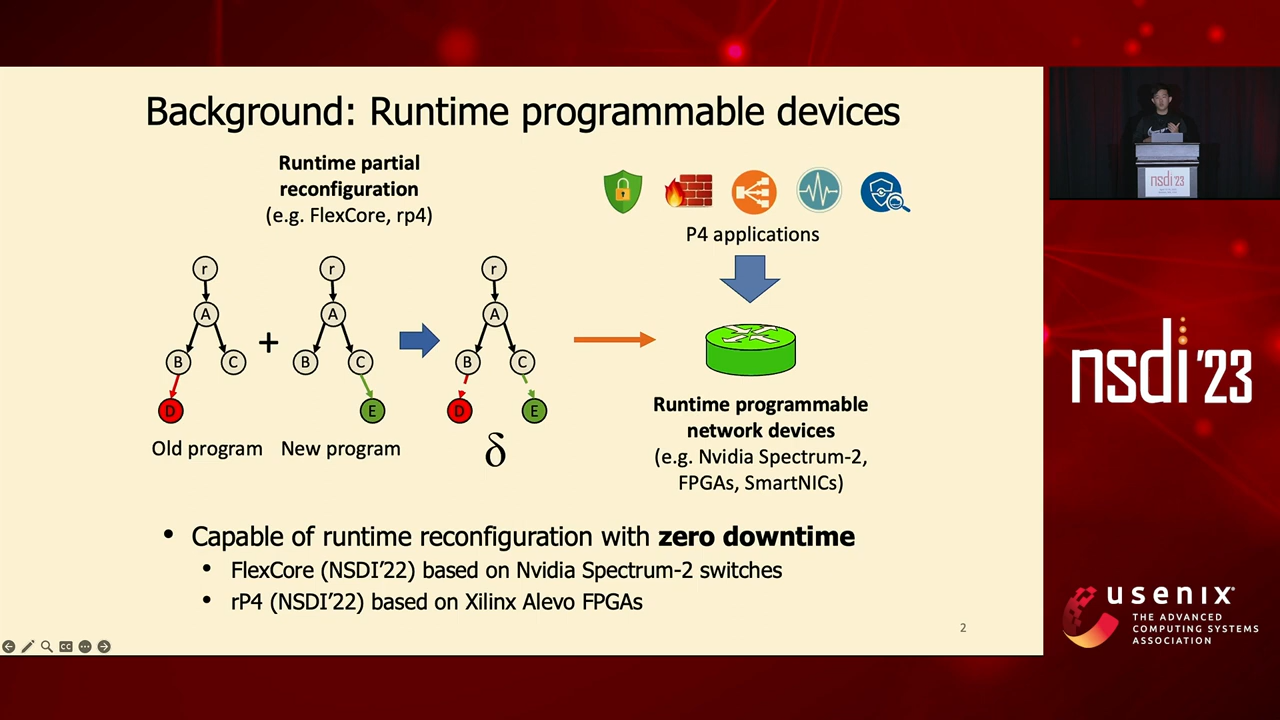 Background: Runtime programmable devices
Runtime partial
reconfiguration
(e.g. FlexCore, rp4)
P4 applications
r
A
B
C
D
Old program
+
r
A
B
C
E
New program
r
A
B
C
D
E
δ
Runtime programmable
network devices
(e.g. Nvidia Spectrum-2,
FPGAs, SmartNICs)
• Capable of runtime reconfiguration with zero downtime
• FlexCore (NSDI’22) based on Nvidia Spectrum-2 switches
• rP4 (NSDI’22) based on Xilinx Alevo FPGAs
2
CC
nsdi'23
nsdi '23
usenix
THE ADVANCED
COMPUTING SYSTEMS
ASSOCIATION